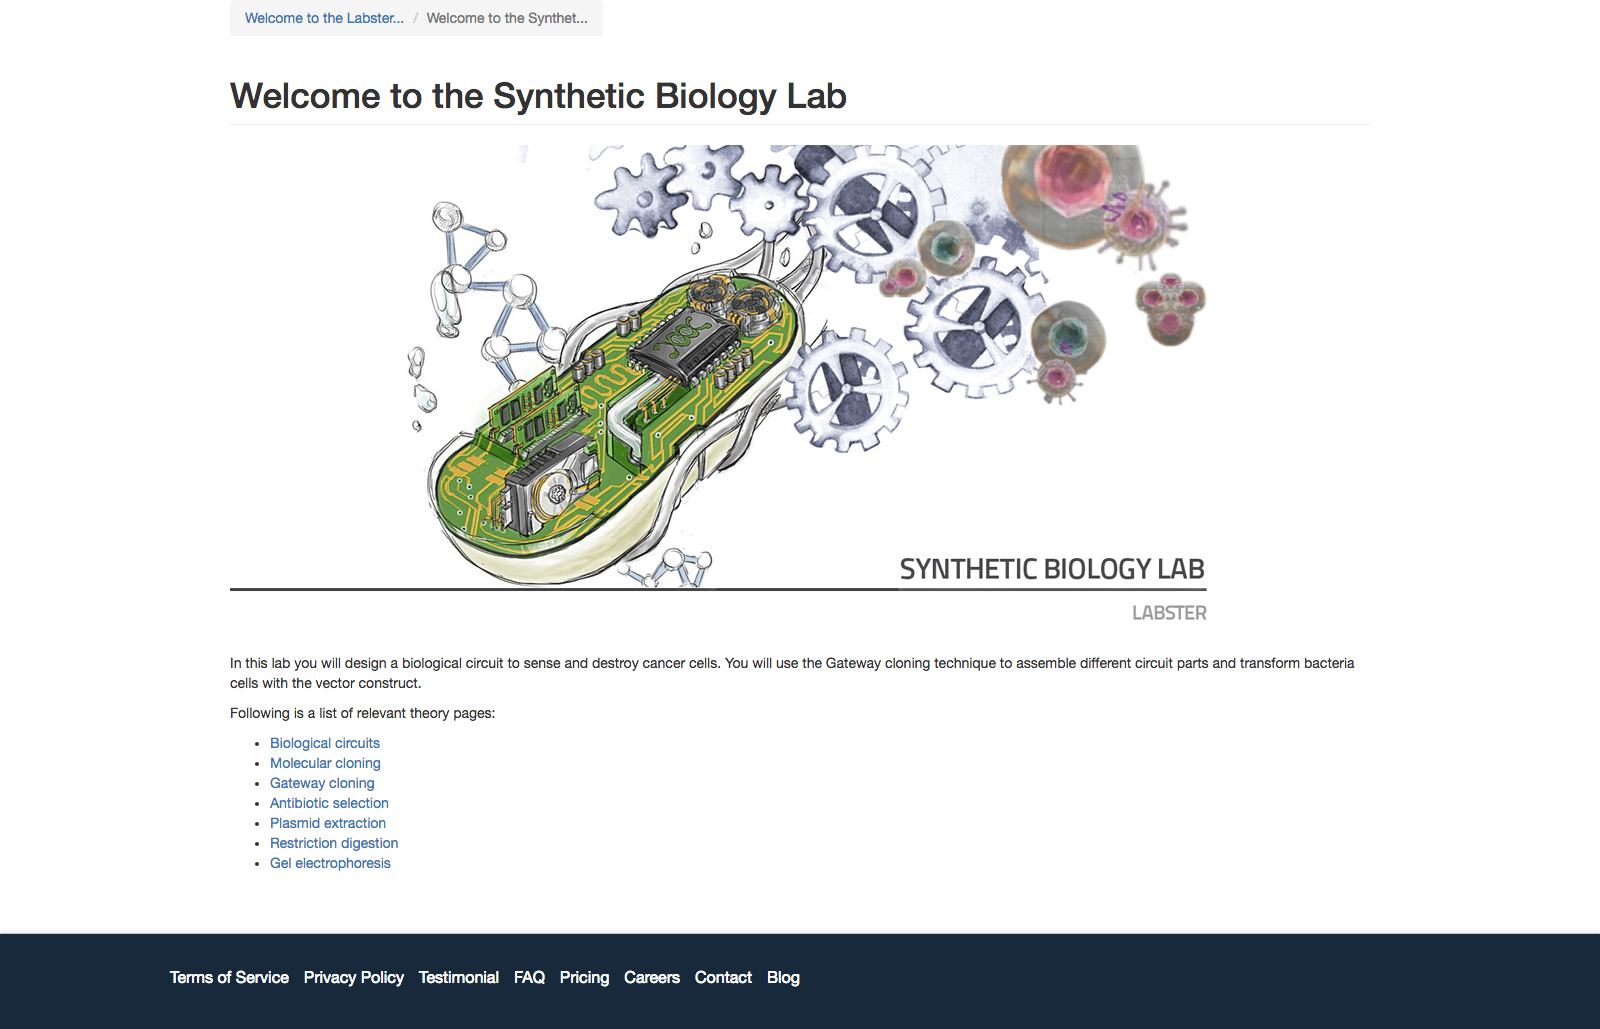 Welcome to the Labster... / Welcome to the Synthet...
Welcome to the Synthetic Biology Lab
SYNTHETIC BIOLOGY LAB
LABSTER
In this lab you will design a biological circuit to sense and destroy cancer cells. You will use the Gateway cloning technique to assemble different circuit parts and transform bacteria
cells with the vector construct.
Following is a list of relevant theory pages:
• Biological circuits
• Molecular cloning
• Gateway cloning
• Antibiotic selection
• Plasmid extraction
• Restriction digestion
• Gel electrophoresis
Terms of Service Privacy Policy Testimonial FAQ Pricing Careers Contact Blog